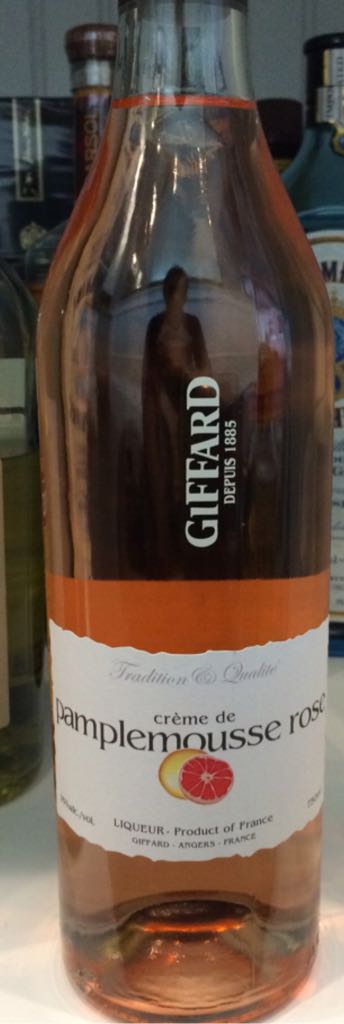 GIFFARD
DEPUIS 1885
Tradition & Qualité
crème de
pamplemousse rose
LIQUEUR - Product of France
GIFFARD - ANGERS - FRANCE